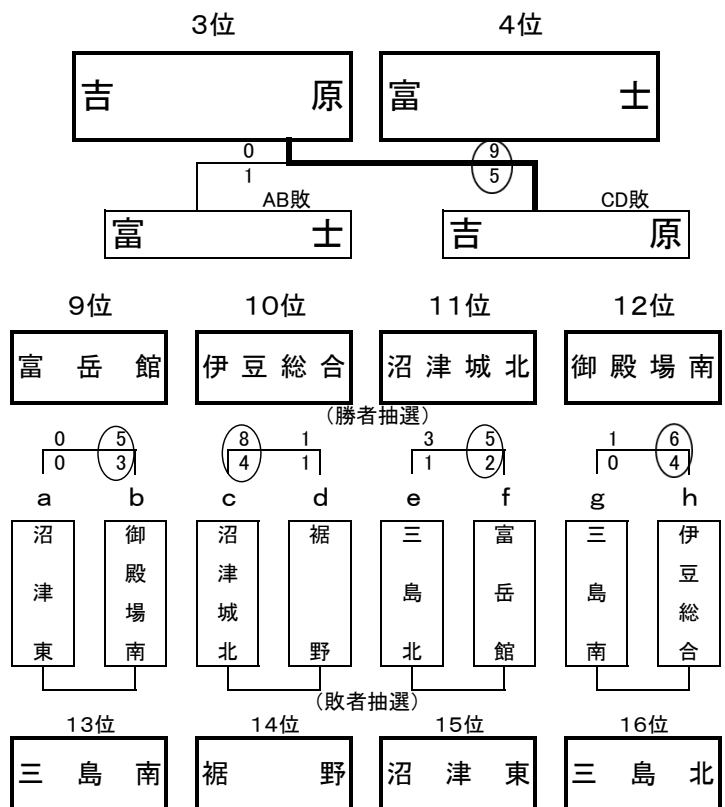 3位 4位
吉原 富士
0 9
1 5
AB敗 CD敗
富士 吉原
9位 10位 11位 12位
富岳館 伊豆総合 沼津城北 御殿場南
(勝者抽選)
0 5 8 1 3 5 1 6
0 3 4 1 1 2 0 4
a b c d e f g h
沼津東 御殿場南 沼津城北 裾野 三島北 富岳館 三島南 伊豆総合
(敗者抽選)
13位 14位 15位 16位
三島南 裾野 沼津東 三島北